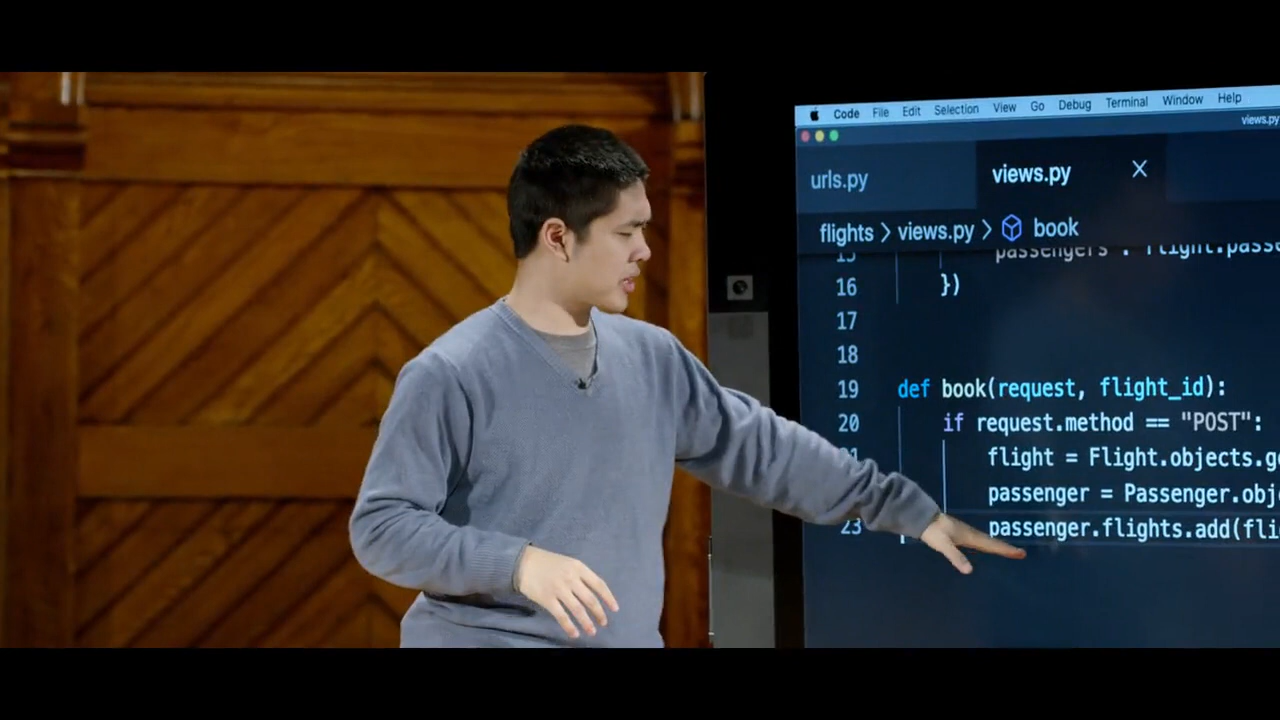 Code File Edit Selection View Go Debug Terminal Window Help
views.py
urls.py views.py ×
flights > views.py > book
15
16 })
17
18
19 def book(request, flight_id):
20 if request.method == "POST":
flight = Flight.objects.ge
passenger = Passenger.obj
23 passenger.flights.add(fli